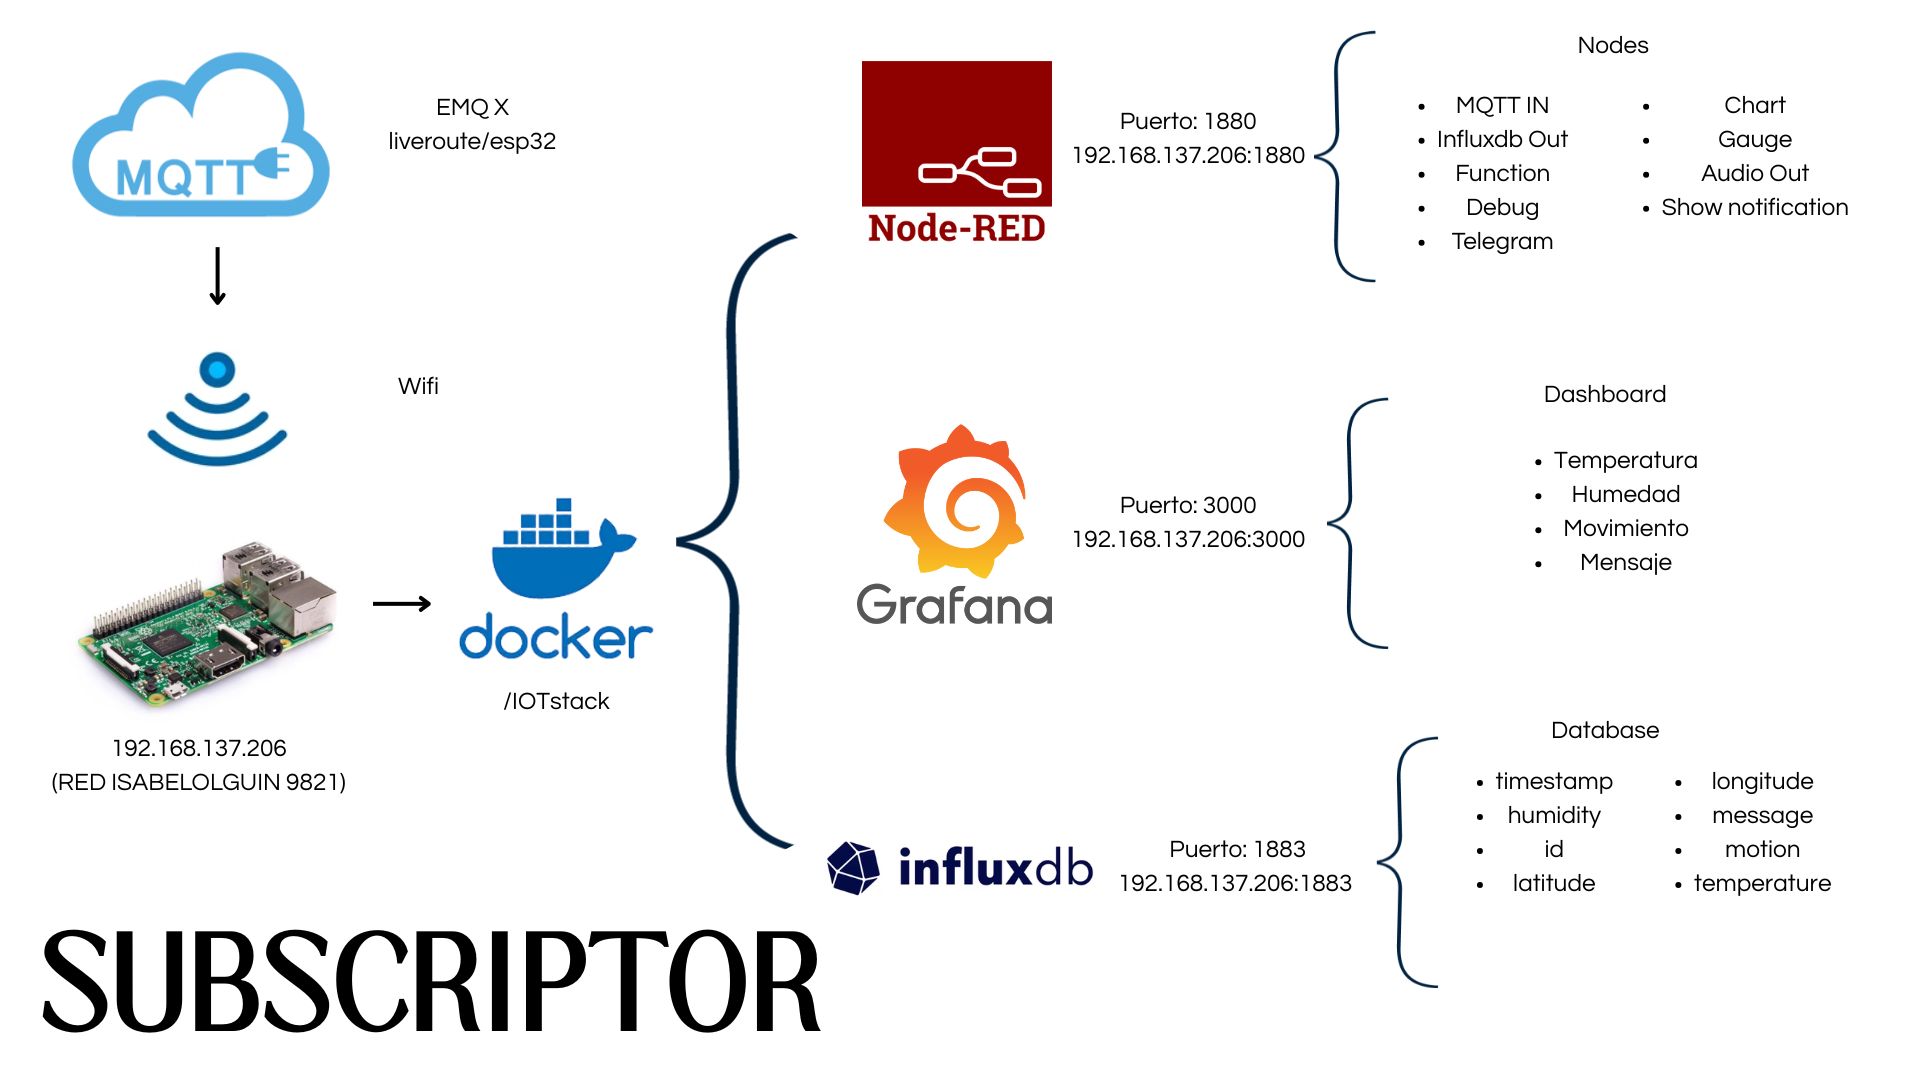 MQTT
EMQ X
liveroute/esp32
Wifi
192.168.137.206
(RED ISABELOLGUIN 9821)
docker
/IOTstack
Node-RED
Puerto: 1880
192.168.137.206:1880
Nodes
MQTT IN
Influxdb Out
Function
Debug
Telegram
Chart
Gauge
Audio Out
Show notification
Grafana
Puerto: 3000
192.168.137.206:3000
Dashboard
Temperatura
Humedad
Movimiento
Mensaje
influxdb
Puerto: 1883
192.168.137.206:1883
Database
timestamp
humidity
id
latitude
longitude
message
motion
temperature
SUBSCRIPTOR